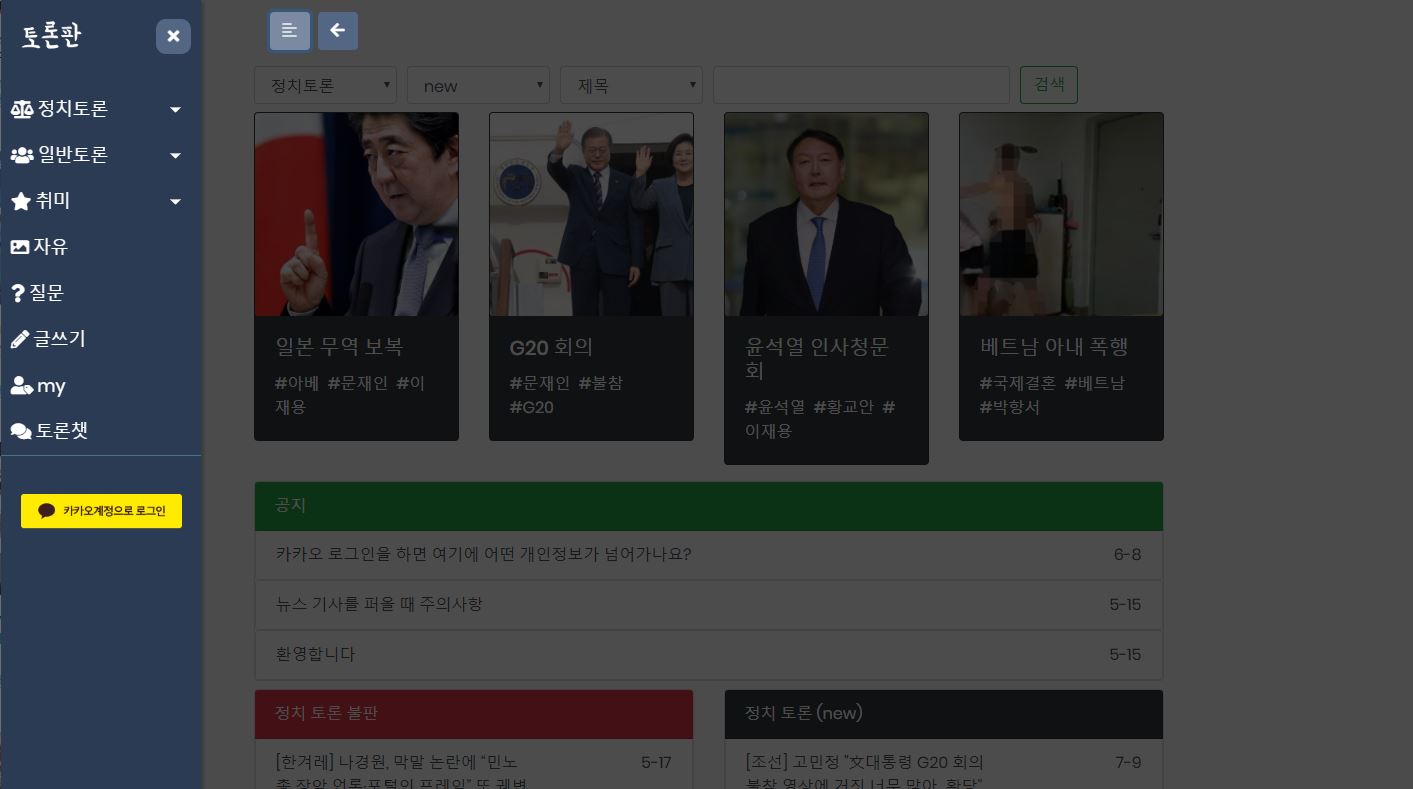 토론판
정치토론
일반토론
취미
자유
질문
글쓰기
my
토론챗
카카오계정으로 로그인
정치토론 new 제목 검색
일본 무역 보복
#아베 #문재인 #이
재용
G20 회의
#문재인 #불참
#G20
윤석열 인사청문
회
#윤석열 #황교안 #
이재용
베트남 아내 폭행
#국제결혼 #베트남
#박항서
공지
카카오 로그인을 하면 여기에 어떤 개인정보가 넘어가나요? 6-8
뉴스 기사를 퍼올 때 주의사항 5-15
환영합니다 5-15
정치 토론 불판
[한겨레] 나경원, 막말 논란에 “민노 5-17
총 장악 언론·포털의 프레임” 또 궤변
정치 토론 (new)
[조선] 고민정 "文대통령 G20 회의 7-9
불참 영상에 거짓 너무 많아, 황당"